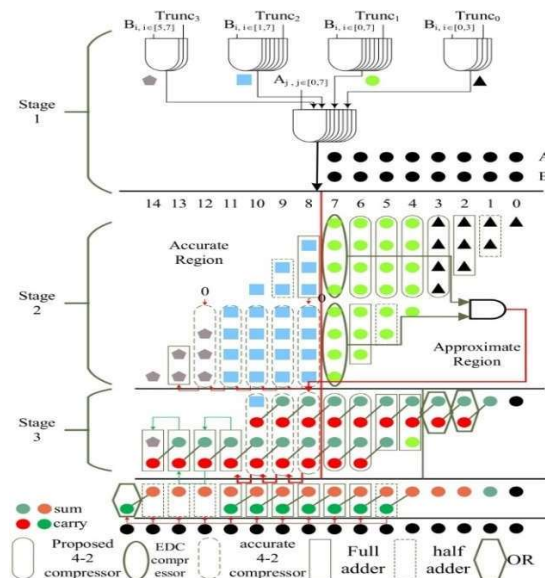 Trunc3 Trunc2 Trunc1 Trunc0
Bi, i∈[5,7] Bi, i∈[1,7] Bi, i∈[0,7] Bi, i∈[0,3]
Aj , j∈[0,7]
Stage
1
A
B
14 13 12 11 10 9 8 7 6 5 4 3 2 1 0
Accurate
Region
0
0
Stage
2
Approximate
Region
Stage
3
sum
carry
Proposed
4-2
compressor
EDC
compr
essor
accurate
4-2
compressor
Full
adder
half
adder
OR